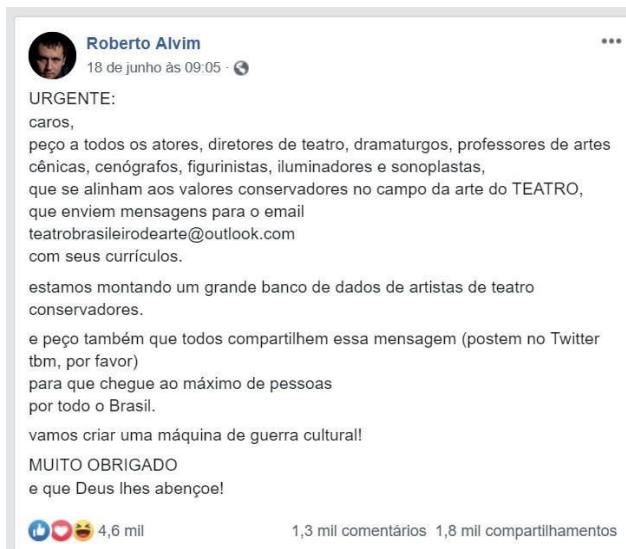 Roberto Alvim
18 de junho às 09:05 ·
URGENTE:
caros,
peço a todos os atores, diretores de teatro, dramaturgos, professores de artes
cênicas, cenógrafos, figurinistas, iluminadores e sonoplastas,
que se alinham aos valores conservadores no campo da arte do TEATRO,
que enviem mensagens para o email
teatrobrasileirodearte@outlook.com
com seus currículos.
estamos montando um grande banco de dados de artistas de teatro
conservadores.
e peço também que todos compartilhem essa mensagem (postem no Twitter
tbm, por favor)
para que chegue ao máximo de pessoas
por todo o Brasil.
vamos criar uma máquina de guerra cultural!
MUITO OBRIGADO
e que Deus lhes abençoe!
4,6 mil 1,3 mil comentários 1,8 mil compartilhamentos